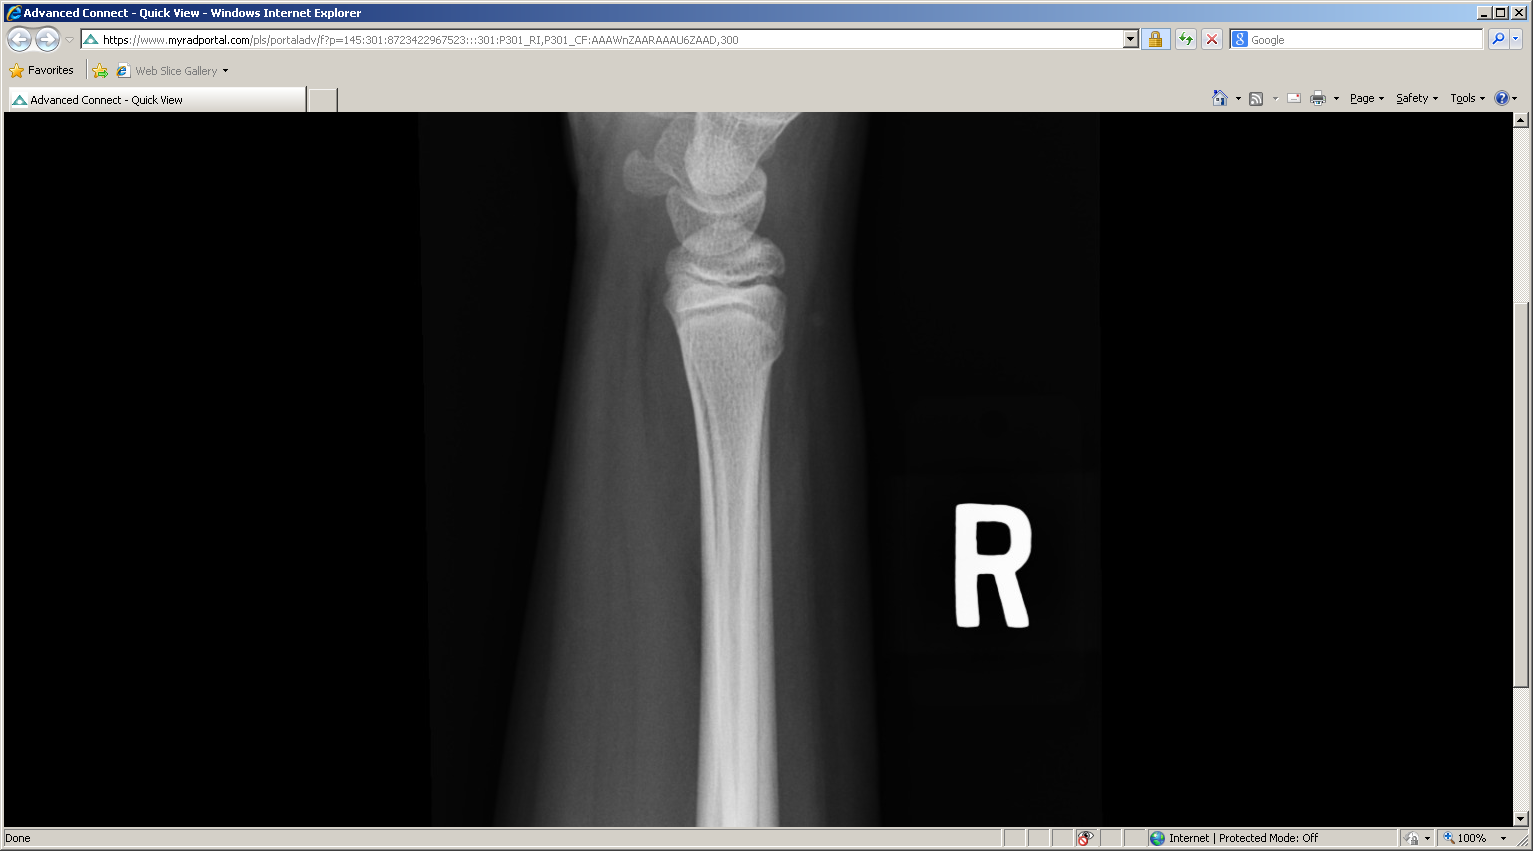 Advanced Connect - Quick View - Windows Internet Explorer
https://www.myradportal.com/pls/portaladv/f?p=145:301:8723422967523:::301:P301_RI,P301_CF:AAAWnZAARAAAU6ZAAD,300
Google
Favorites
Web Slice Gallery
Advanced Connect - Quick View
Page
Safety
Tools
R
Done
Internet | Protected Mode: Off
100%